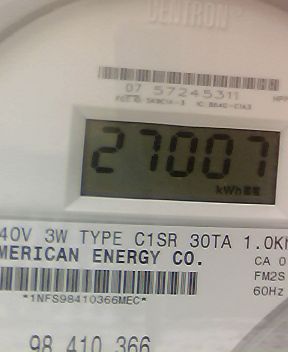 CENTRON
07 57245311
27007
kWh
40V 3W TYPE C1SR 30TA 1.0K
MERICAN ENERGY CO.
CA 0
FM2S
*1NFS98410366MEC*
60Hz
98 410 366